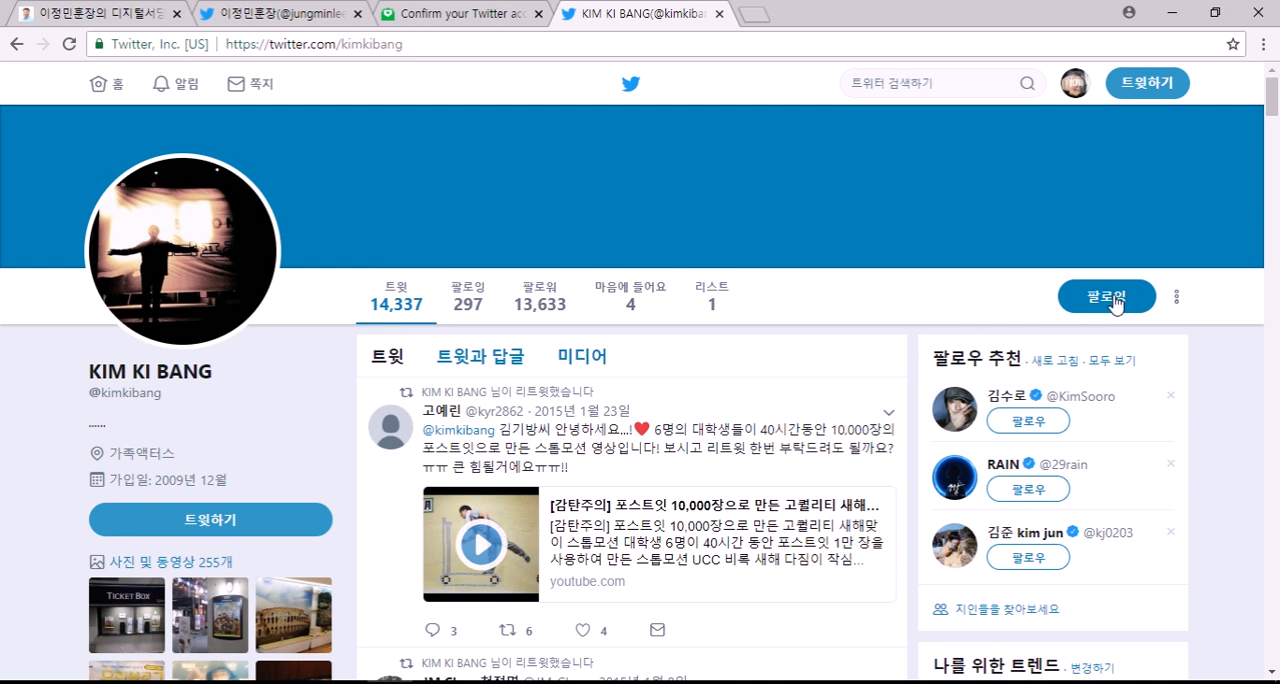 이정민훈장의 디지털서당
이정민훈장(@jungminlee
Confirm your Twitter acc
KIM KI BANG(@kimkiba
Twitter, Inc. [US] https://twitter.com/kimkibang
홈 알림 쪽지 트위터 검색하기 트윗하기
트윗 팔로잉 팔로워 마음에 들어요 리스트
14,337 297 13,633 4 1
팔로잉
KIM KI BANG
@kimkibang
......
가족액터스
가입일: 2009년 12월
트윗하기
사진 및 동영상 255개
TICKET BOX
트윗 트윗과 답글 미디어
KIM KI BANG 님이 리트윗했습니다
고예린 @kyr2862 · 2015년 1월 23일
@kimkibang 김기방씨 안녕하세요...!❤ 6명의 대학생들이 40시간동안 10,000장의
포스트잇으로 만든 스톱모션 영상입니다! 보시고 리트윗 한번 부탁드려도 될까요?
ㅠㅠ 큰 힘될거에요ㅠㅠ!!
[감탄주의] 포스트잇 10,000장으로 만든 고퀄리티 새해...
[감탄주의] 포스트잇 10,000장으로 만든 고퀄리티 새해맞
이 스톱모션 대학생 6명이 40시간 동안 포스트잇 1만 장을
사용하여 만든 스톱모션 UCC 비록 새해 다짐이 작심...
youtube.com
3 6 4
KIM KI BANG 님이 리트윗했습니다
팔로우 추천 · 새로 고침 · 모두 보기
김수로 @KimSooro
팔로우
RAIN @29rain
팔로우
김준 kim jun @kj0203
팔로우
지인들을 찾아보세요
나를 위한 트렌드 · 변경하기